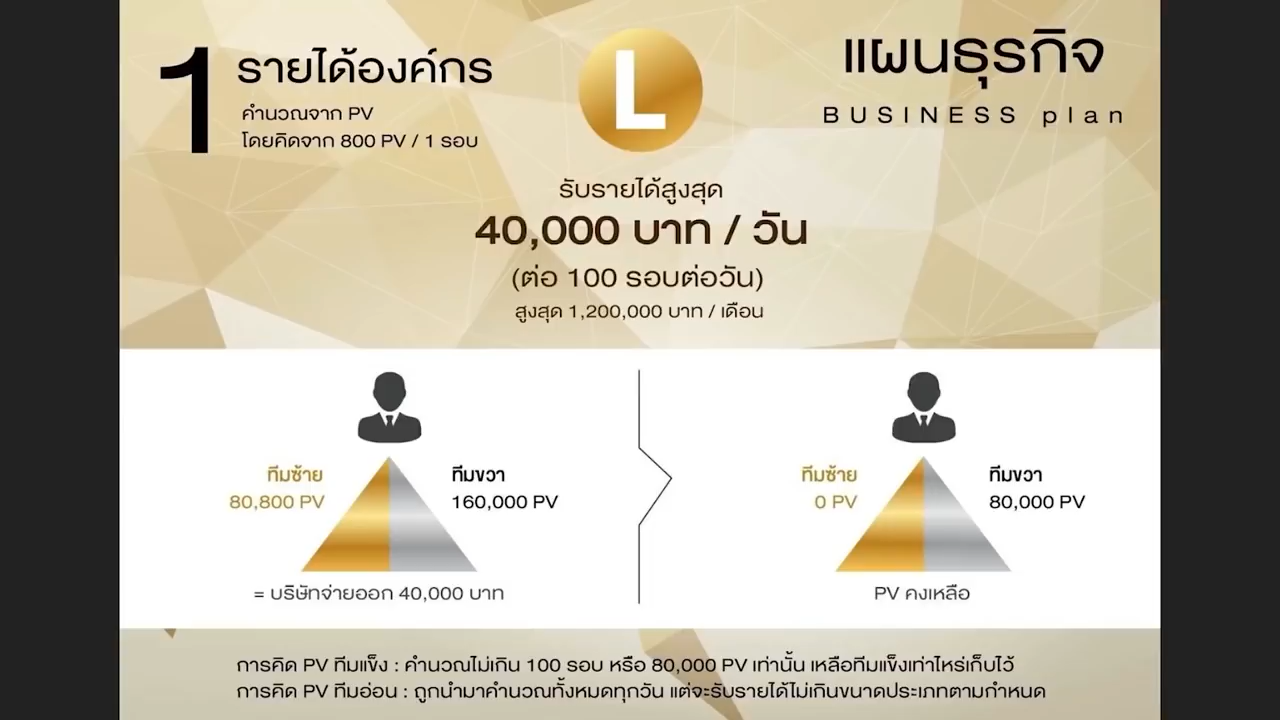 1
รายได้องค์กร
คำนวณจาก PV
โดยคิดจาก 800 PV / 1 รอบ
L
แผนธุรกิจ
BUSINESS plan
รับรายได้สูงสุด
40,000 บาท / วัน
(ต่อ 100 รอบต่อวัน)
สูงสุด 1,200,000 บาท / เดือน
ทีมซ้าย
80,800 PV
ทีมขวา
160,000 PV
= บริษัทจ่ายออก 40,000 บาท
ทีมซ้าย
0 PV
ทีมขวา
80,000 PV
PV คงเหลือ
การคิด PV ทีมแข็ง : คำนวณไม่เกิน 100 รอบ หรือ 80,000 PV เท่านั้น เหลือทีมแข็งเท่าไหร่เก็บไว้
การคิด PV ทีมอ่อน : ถูกนำมาคำนวณทั้งหมดทุกวัน แต่จะรับรายได้ไม่เกินขนาดประเภทตามกำหนด